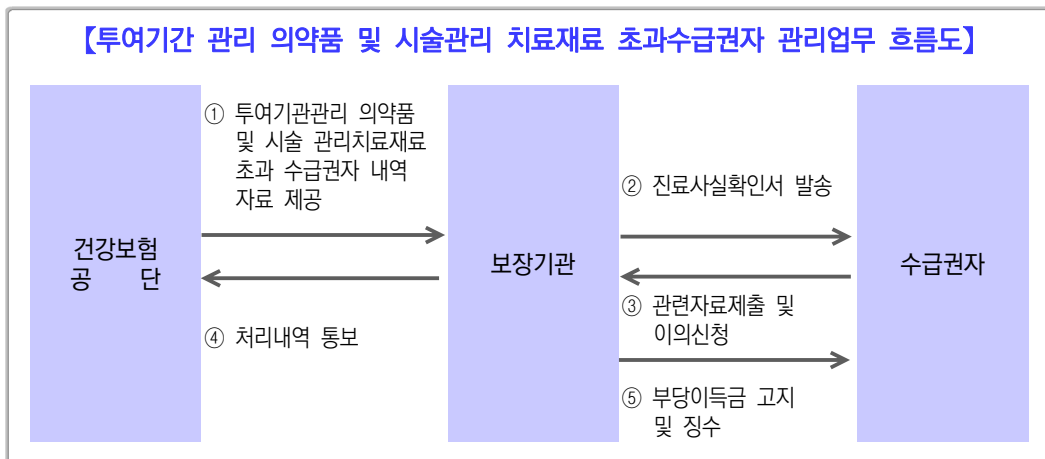 【투여기간 관리 의약품 및 시술관리 치료재료 초과수급권자 관리업무 흐름도】
건강보험
공 단
① 투여기관관리 의약품
및 시술 관리치료재료
초과 수급권자 내역
자료 제공
④ 처리내역 통보
보장기관
② 진료사실확인서 발송
③ 관련자료제출 및
이의신청
⑤ 부당이득금 고지
및 징수
수급권자